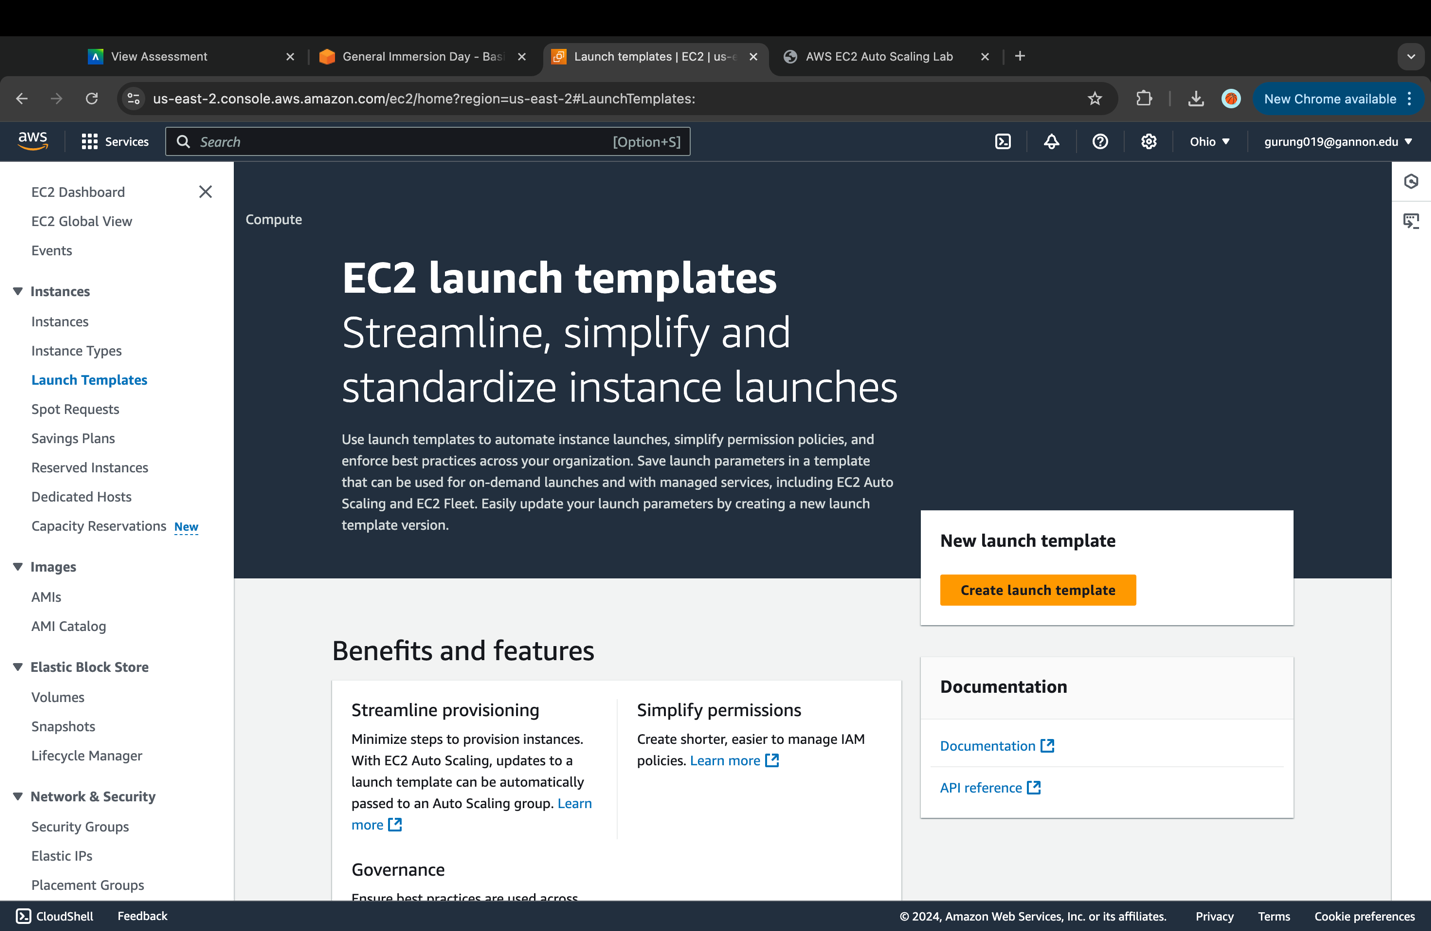 View Assessment
General Immersion Day - Bas
Launch templates | EC2 | us-e
AWS EC2 Auto Scaling Lab
us-east-2.console.aws.amazon.com/ec2/home?region=us-east-2#LaunchTemplates:
New Chrome available
aws
Services
Search
[Option+S]
Ohio
gurung019@gannon.edu
EC2 Dashboard
EC2 Global View
Events
Instances
Instances
Instance Types
Launch Templates
Spot Requests
Savings Plans
Reserved Instances
Dedicated Hosts
Capacity Reservations New
Images
AMIs
AMI Catalog
Elastic Block Store
Volumes
Snapshots
Lifecycle Manager
Network & Security
Security Groups
Elastic IPs
Placement Groups
Compute
EC2 launch templates
Streamline, simplify and
standardize instance launches
Use launch templates to automate instance launches, simplify permission policies, and
enforce best practices across your organization. Save launch parameters in a template
that can be used for on-demand launches and with managed services, including EC2 Auto
Scaling and EC2 Fleet. Easily update your launch parameters by creating a new launch
template version.
New launch template
Create launch template
Benefits and features
Streamline provisioning
Minimize steps to provision instances.
With EC2 Auto Scaling, updates to a
launch template can be automatically
passed to an Auto Scaling group. Learn
more
Simplify permissions
Create shorter, easier to manage IAM
policies. Learn more
Governance
Ensure best practices are used across
Documentation
Documentation
API reference
CloudShell
Feedback
© 2024, Amazon Web Services, Inc. or its affiliates.
Privacy
Terms
Cookie preferences